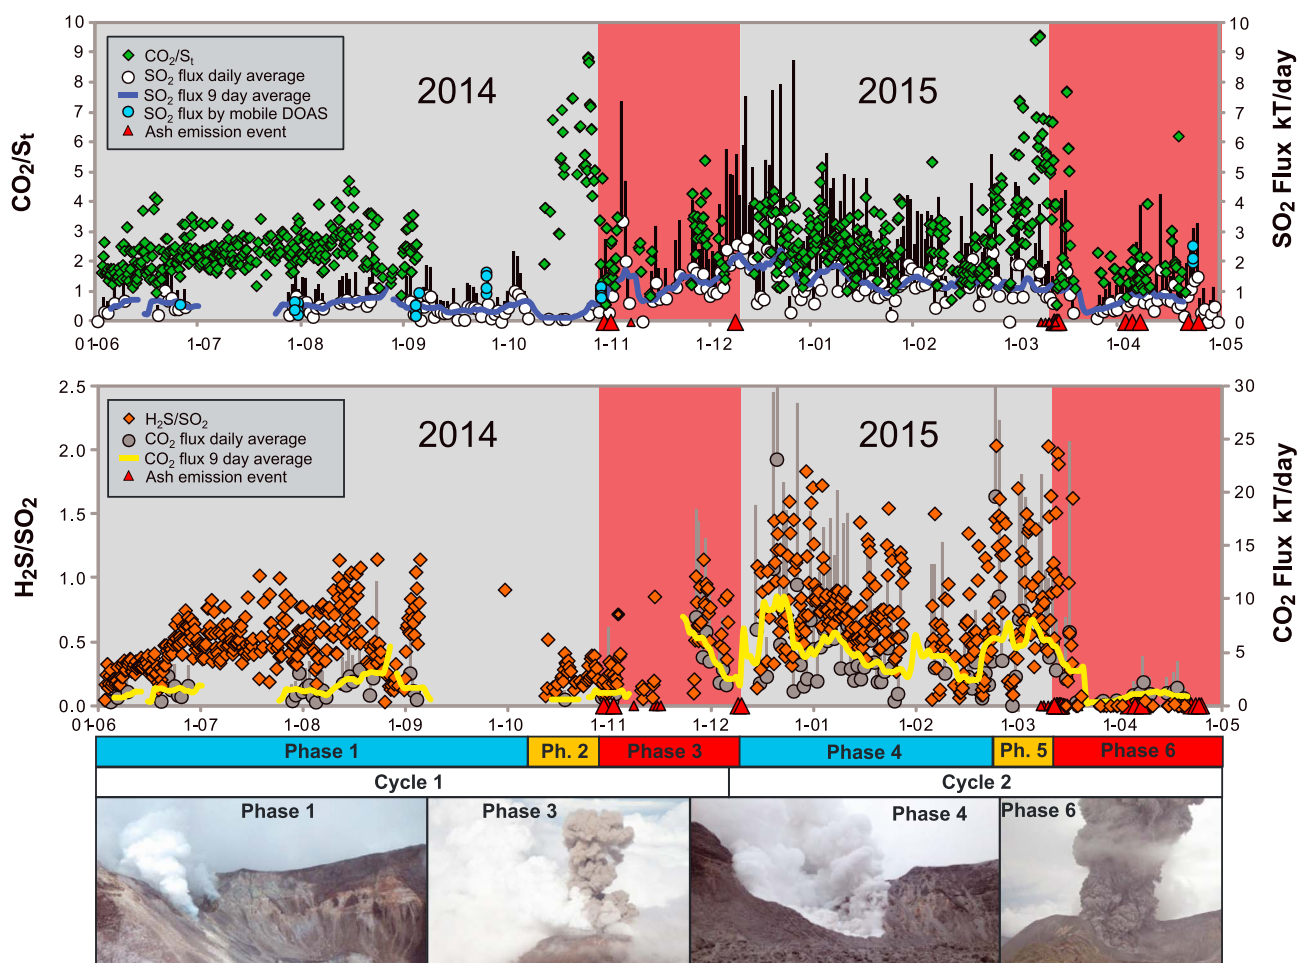 10
9
8
7
6
5
4
3
2
1
0
CO2/St
CO2/St
SO2 flux daily average
SO2 flux 9 day average
SO2 flux by mobile DOAS
Ash emission event
2014
2015
10
9
8
7
6
5
4
3
2
1
0
SO2 Flux kT/day
01-06
1-07
1-08
1-09
1-10
1-11
1-12
1-01
1-02
1-03
1-04
1-05
2.5
2.0
1.5
1.0
0.5
0.0
H2S/SO2
H2S/SO2
CO2 flux daily average
CO2 flux 9 day average
Ash emission event
2014
2015
30
25
20
15
10
5
0
CO2 Flux kT/day
01-06
1-07
1-08
1-09
1-10
1-11
1-12
1-01
1-02
1-03
1-04
1-05
Phase 1
Ph. 2
Phase 3
Phase 4
Ph. 5
Phase 6
Cycle 1
Cycle 2
Phase 1
Phase 3
Phase 4
Phase 6